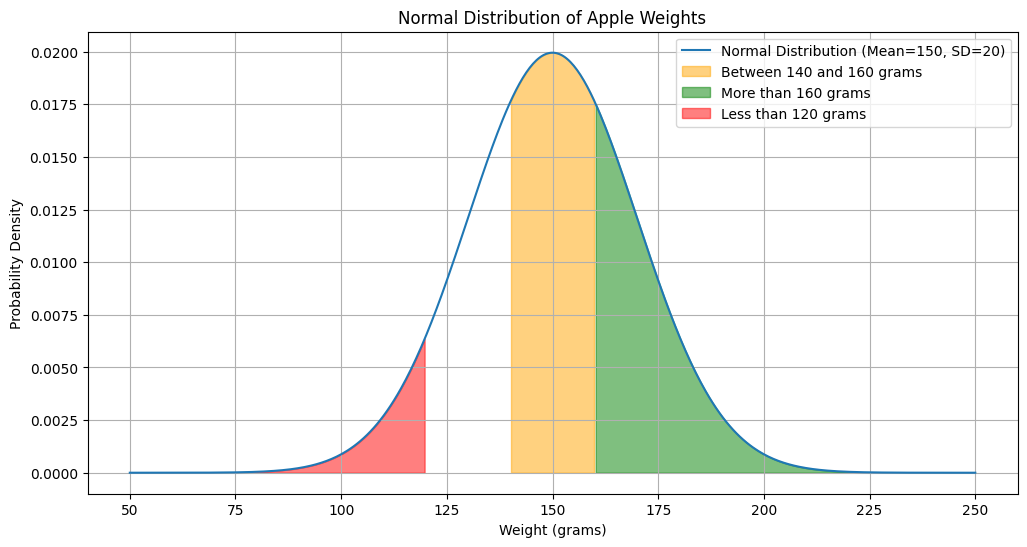 Normal Distribution of Apple Weights
Normal Distribution (Mean=150, SD=20)
Between 140 and 160 grams
More than 160 grams
Less than 120 grams
Probability Density
0.0200
0.0175
0.0150
0.0125
0.0100
0.0075
0.0050
0.0025
0.0000
50 75 100 125 150 175 200 225 250
Weight (grams)